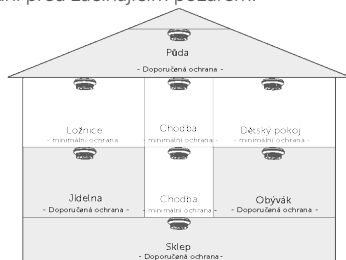 před začínajícím požárem.
Půda
- Doporučená ochrana -
Ložnice
- minimální ochrana -
Chodba
- minimální ochrana -
Dětský pokoj
- minimální ochrana -
Jídelna
- Doporučená ochrana -
Chodba
- minimální ochrana -
Obývák
- Doporučená ochrana -
Sklep
- Doporučená ochrana -